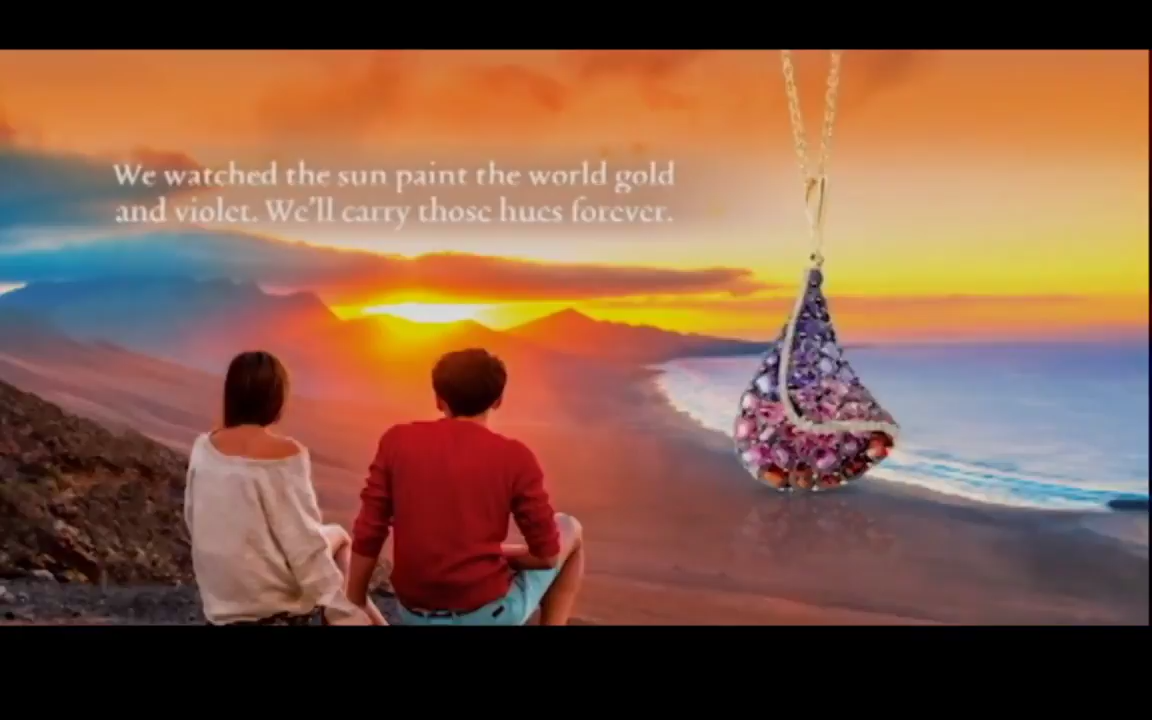 We watched the sun paint the world gold
and violet. We'll carry those hues forever.